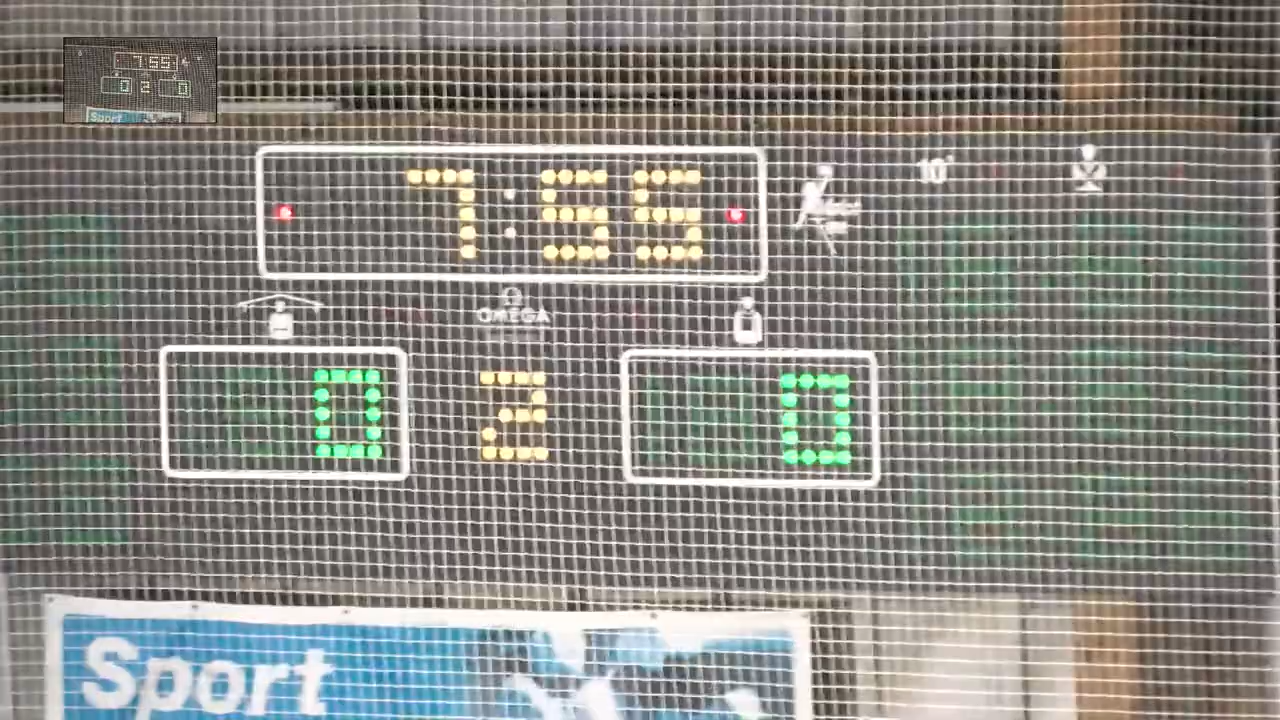 7:55
10'
Ω
OMEGA
0 2 0
Sport